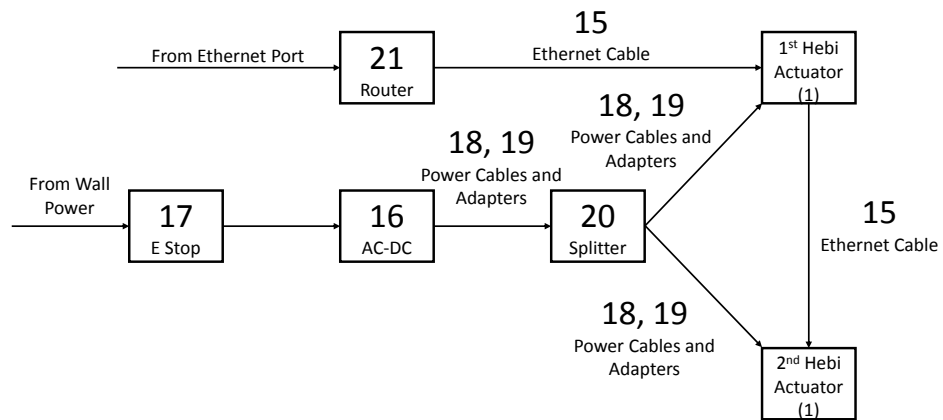 From Ethernet Port
21
Router
15
Ethernet Cable
1st Hebi
Actuator
(1)
18, 19
Power Cables and
Adapters
18, 19
Power Cables and
Adapters
From Wall
Power
17
E Stop
16
AC-DC
20
Splitter
15
Ethernet Cable
18, 19
Power Cables and
Adapters
2nd Hebi
Actuator
(1)